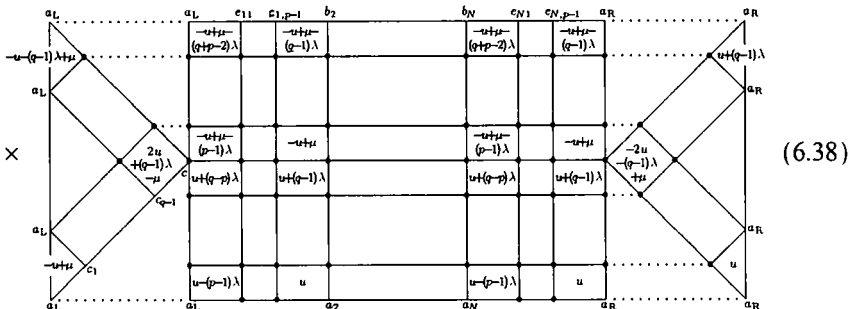 a_L a_L e_11 e_1,p−1 b_2 b_N e_N1 e_N,p−1 a_R a_R
−u+μ− −u+μ− −u+μ− −u+μ−
(q+p−2)λ (q−1)λ (q+p−2)λ (q−1)λ
−u−(q−1)λ+μ u+(q−1)λ
a_L a_R
−u+μ− −u+μ −u+μ− −u+μ
(p−1)λ (p−1)λ
× 2u −2u (6.38)
+(q−1)λ −(q−1)λ
−μ +μ
c u+(q−p)λ u+(q−1)λ u+(q−p)λ u+(q−1)λ
c_q−1
a_L a_R
−u+μ c_1 u
u−(p−1)λ u u−(p−1)λ u
a_L a_L a_2 a_N a_R a_R